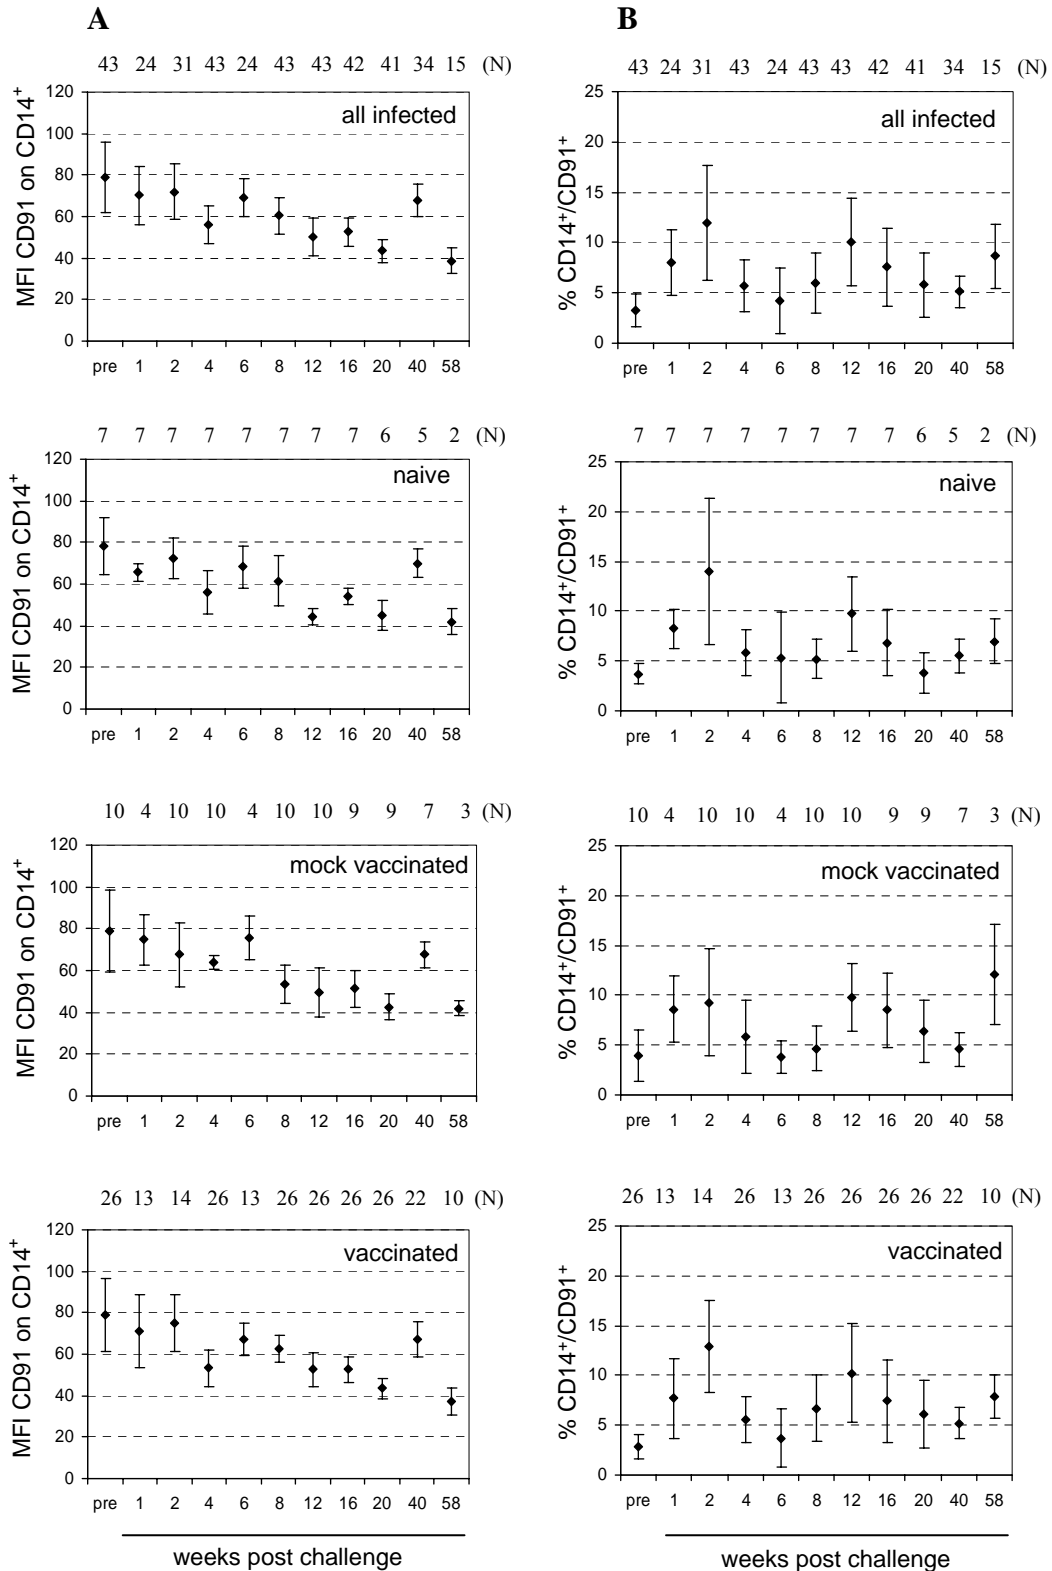 A
43 24 31 43 24 43 43 42 41 34 15 (N)
MFI CD91 on CD14+
120
100
80
60
40
20
0
all infected
pre 1 2 4 6 8 12 16 20 40 58
7 7 7 7 7 7 7 7 6 5 2 (N)
MFI CD91 on CD14+
120
100
80
60
40
20
0
naive
pre 1 2 4 6 8 12 16 20 40 58
10 4 10 10 4 10 10 9 9 7 3 (N)
MFI CD91 on CD14+
120
100
80
60
40
20
0
mock vaccinated
pre 1 2 4 6 8 12 16 20 40 58
26 13 14 26 13 26 26 26 26 22 10 (N)
MFI CD91 on CD14+
120
100
80
60
40
20
0
vaccinated
pre 1 2 4 6 8 12 16 20 40 58
weeks post challenge
B
43 24 31 43 24 43 43 42 41 34 15 (N)
% CD14+/CD91+
25
20
15
10
5
0
all infected
pre 1 2 4 6 8 12 16 20 40 58
7 7 7 7 7 7 7 7 6 5 2 (N)
% CD14+/CD91+
25
20
15
10
5
0
naive
pre 1 2 4 6 8 12 16 20 40 58
10 4 10 10 4 10 10 9 9 7 3 (N)
% CD14+/CD91+
25
20
15
10
5
0
mock vaccinated
pre 1 2 4 6 8 12 16 20 40 58
26 13 14 26 13 26 26 26 26 22 10 (N)
% CD14+/CD91+
25
20
15
10
5
0
vaccinated
pre 1 2 4 6 8 12 16 20 40 58
weeks post challenge